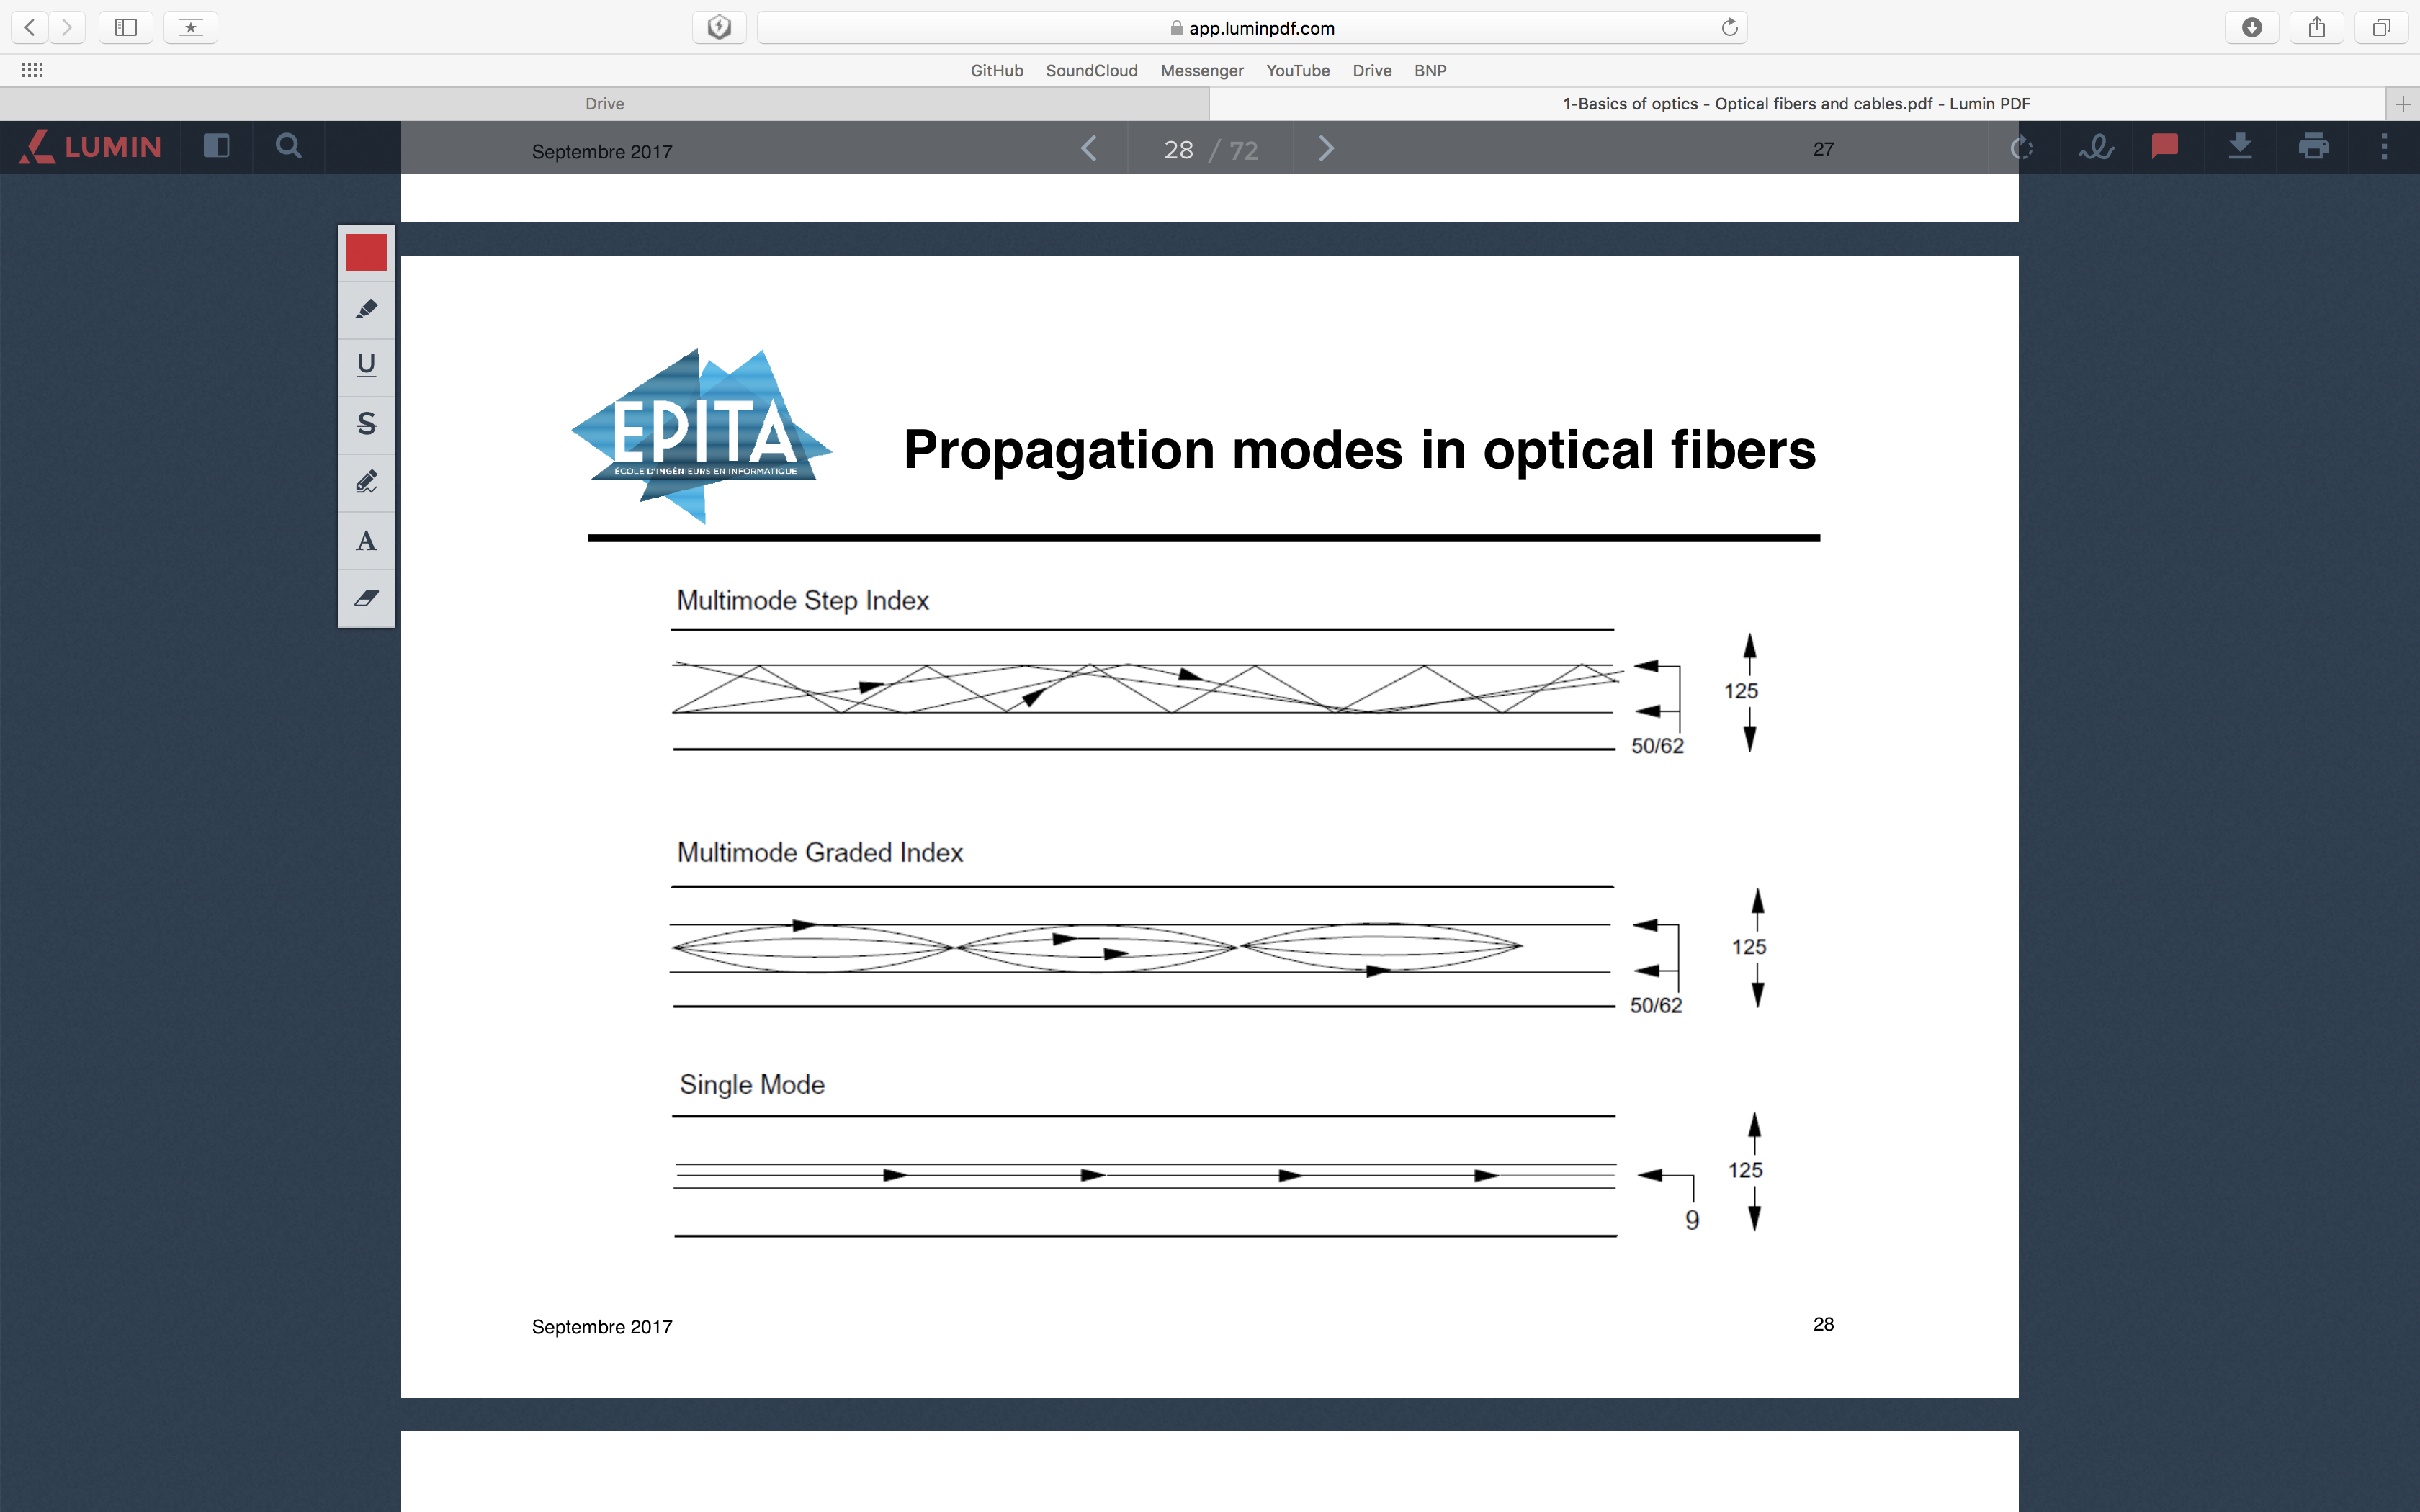 app.luminpdf.com
GitHub SoundCloud Messenger YouTube Drive BNP
Drive
1-Basics of optics - Optical fibers and cables.pdf - Lumin PDF
LUMIN
Septembre 2017
28 / 72
27
U
S
A
EPITA
ÉCOLE D'INGÉNIEURS EN INFORMATIQUE
Propagation modes in optical fibers
Multimode Step Index
125
50/62
Multimode Graded Index
125
50/62
Single Mode
125
9
Septembre 2017
28